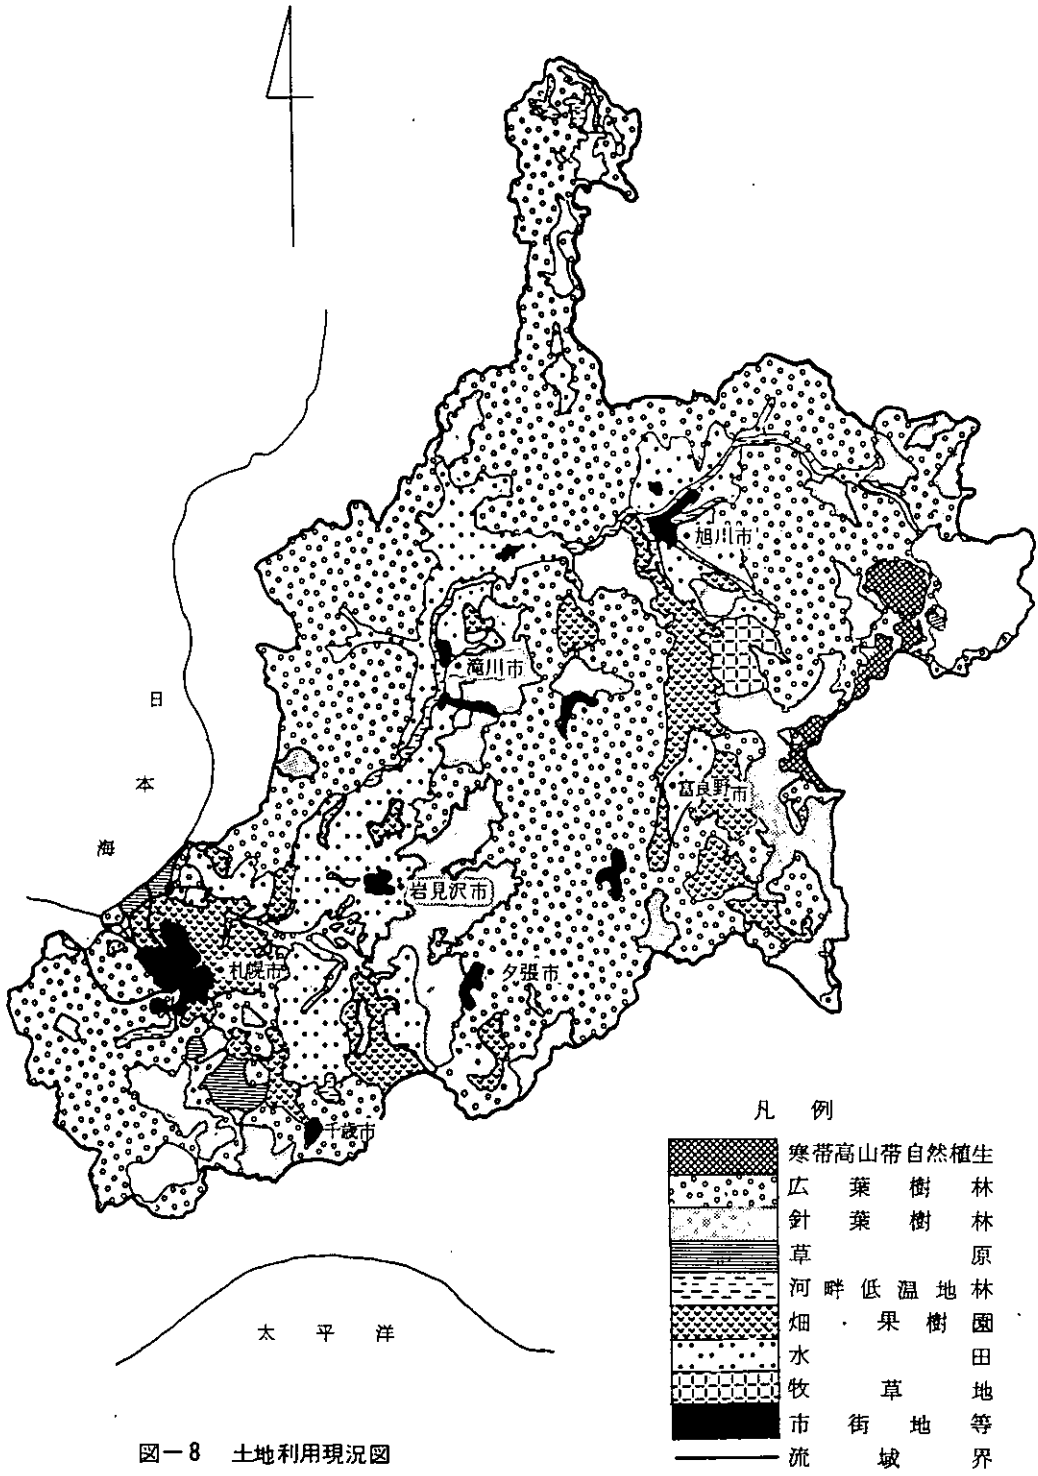 旭川市
滝川市
日本海
富良野市
岩見沢市
札幌市
夕張市
千歳市
太平洋
凡例
寒帯高山帯自然植生
広葉樹林
針葉樹林
草原
河畔低湿地林
畑・果樹園
水田
牧草地
市街地等
流域界
図-8 土地利用現況図